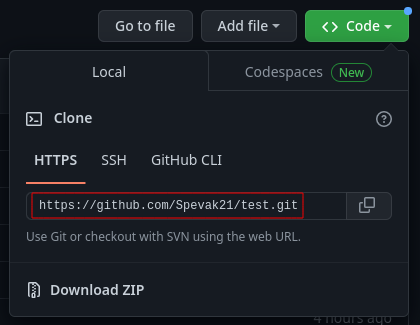 Go to file Add file Code
Local Codespaces New
Clone
HTTPS SSH GitHub CLI
https://github.com/Spevak21/test.git
Use Git or checkout with SVN using the web URL.
Download ZIP
4 hours ago